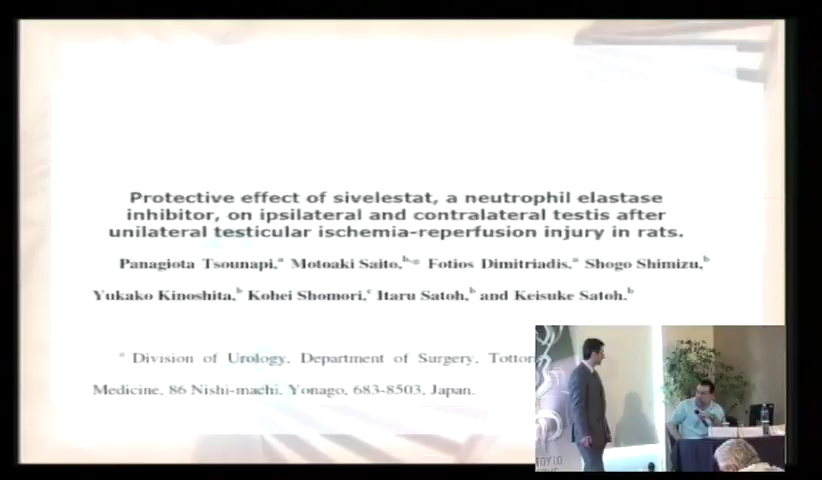 Protective effect of sivelestat, a neutrophil elastase
inhibitor, on ipsilateral and contralateral testis after
unilateral testicular ischemia-reperfusion injury in rats.
Panagiota Tsounapi,ª Motoaki Saito,ᵇ,* Fotios Dimitriadis,ª Shogo Shimizu,ᵇ
Yukako Kinoshita,ᵇ Kohei Shomori,ᶜ Itaru Satoh,ᵇ and Keisuke Satoh.ᵇ
ª Division of Urology, Department of Surgery, Tottor
Medicine, 86 Nishi-machi, Yonago, 683-8503, Japan.